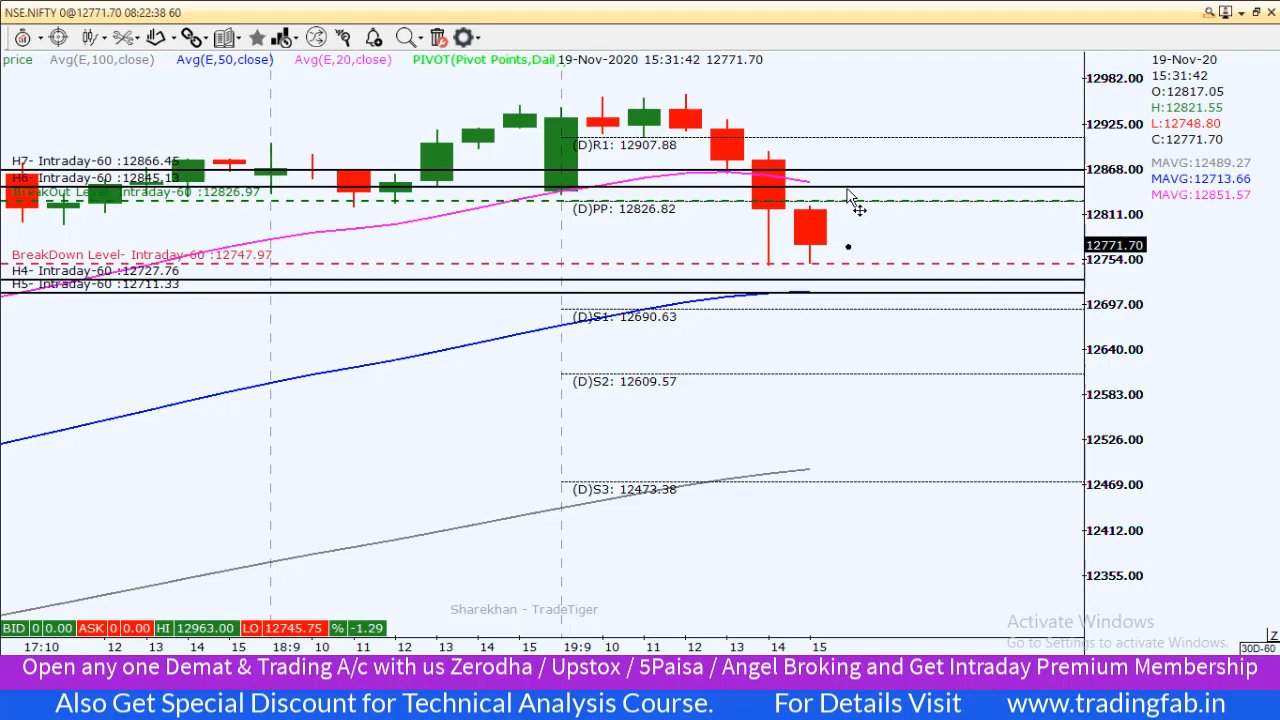 NSE.NIFTY 0@12771.70 08:22:38 60
price Avg(E,100,close) Avg(E,50,close) Avg(E,20,close) PIVOT(Pivot Points,Dail 19-Nov-2020 15:31:42 12771.70
19-Nov-20
15:31:42
O:12817.05
H:12821.55
L:12748.80
C:12771.70
MAVG:12489.27
MAVG:12713.66
MAVG:12851.57
12982.00
12925.00
12868.00
12811.00
12771.70
12754.00
12697.00
12640.00
12583.00
12526.00
12469.00
12412.00
12355.00
(D)R1: 12907.88
H7- Intraday-60 :12866.45
H6- Intraday-60 :12845.13
BreakOut Level- Intraday-60 :12826.97
(D)PP: 12826.82
BreakDown Level- Intraday-60 :12747.97
H4- Intraday-60 :12727.76
H5- Intraday-60 :12711.33
(D)S1: 12690.63
(D)S2: 12609.57
(D)S3: 12473.38
Sharekhan - TradeTiger
Activate Windows
Go to Settings to activate Windows.
BID 0 0.00 ASK 0 0.00 HI 12963.00 LO 12745.75 % -1.29
Z
17:10 12 13 14 15 18:9 10 11 12 13 14 15 19:9 10 11 12 13 14 15
30D-60
Open any one Demat & Trading A/c with us Zerodha / Upstox / 5Paisa / Angel Broking and Get Intraday Premium Membership
Also Get Special Discount for Technical Analysis Course. For Details Visit www.tradingfab.in